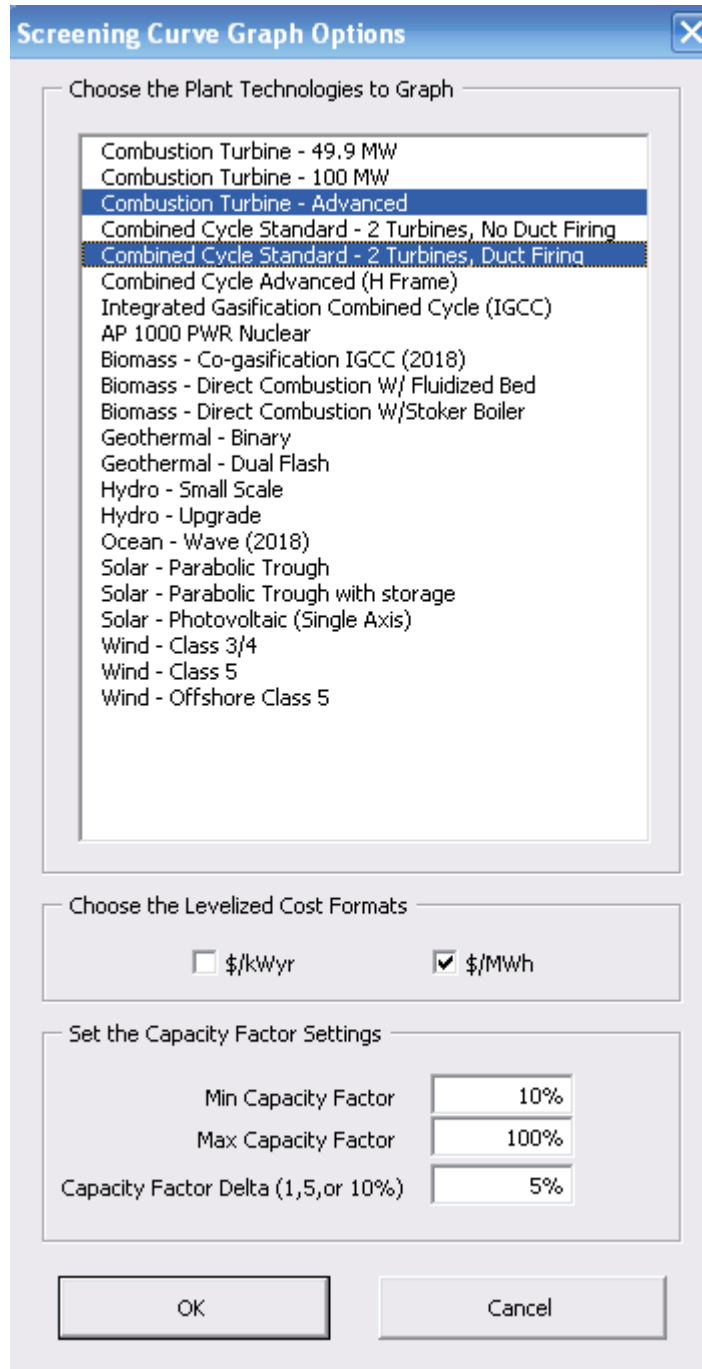 Screening Curve Graph Options
Choose the Plant Technologies to Graph
Combustion Turbine - 49.9 MW
Combustion Turbine - 100 MW
Combustion Turbine - Advanced
Combined Cycle Standard - 2 Turbines, No Duct Firing
Combined Cycle Standard - 2 Turbines, Duct Firing
Combined Cycle Advanced (H Frame)
Integrated Gasification Combined Cycle (IGCC)
AP 1000 PWR Nuclear
Biomass - Co-gasification IGCC (2018)
Biomass - Direct Combustion W/ Fluidized Bed
Biomass - Direct Combustion W/Stoker Boiler
Geothermal - Binary
Geothermal - Dual Flash
Hydro - Small Scale
Hydro - Upgrade
Ocean - Wave (2018)
Solar - Parabolic Trough
Solar - Parabolic Trough with storage
Solar - Photovoltaic (Single Axis)
Wind - Class 3/4
Wind - Class 5
Wind - Offshore Class 5
Choose the Levelized Cost Formats
$/kWyr $/MWh
Set the Capacity Factor Settings
Min Capacity Factor 10%
Max Capacity Factor 100%
Capacity Factor Delta (1,5,or 10%) 5%
OK Cancel